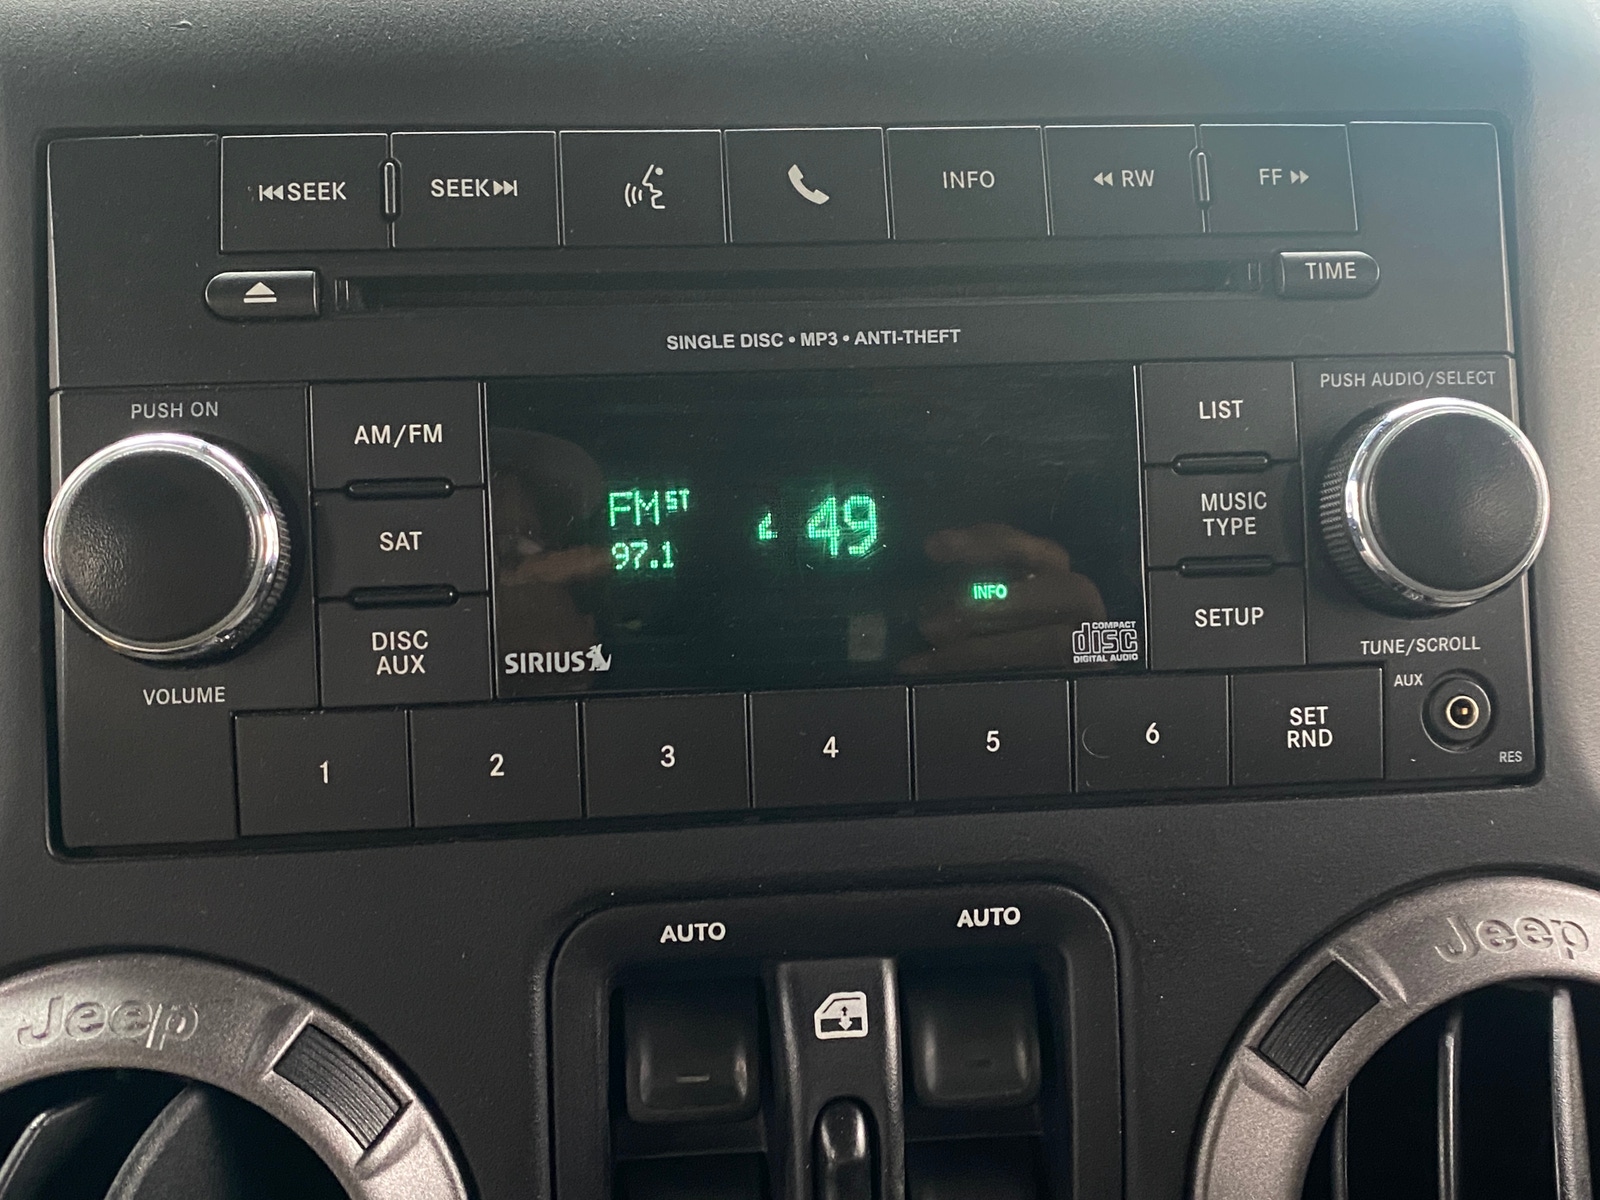 SEEK SEEK INFO RW FF
TIME
SINGLE DISC • MP3 • ANTI-THEFT
PUSH ON
PUSH AUDIO/SELECT
AM/FM
LIST
FM ST
97.1
49
SAT
MUSIC
TYPE
INFO
DISC
AUX
SETUP
SIRIUS
COMPACT
disc
DIGITAL AUDIO
VOLUME
TUNE/SCROLL
AUX
1 2 3 4 5 6
SET
RND
RES
AUTO AUTO
Jeep
Jeep